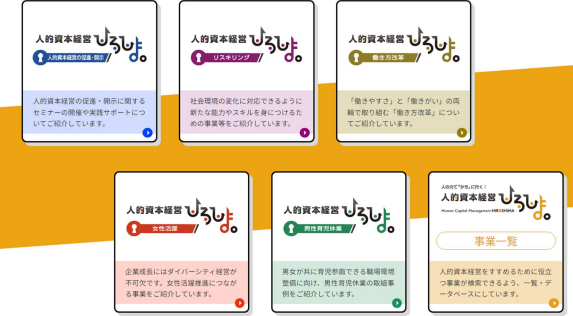 人的資本経営 ひろしま。
人的資本経営の促進・開示
人的資本経営の促進・開示に関する
セミナーの開催や実践サポートにつ
いてご紹介しています。
人的資本経営 ひろしま。
リスキリング
社会環境の変化に対応できるように
新たな能力やスキルを身につけるた
めの事業等をご紹介しています。
人的資本経営 ひろしま。
働き方改革
「働きやすさ」と「働きがい」の両
輪で取り組む「働き方改革」につい
てご紹介しています。
人的資本経営 ひろしま。
女性活躍
企業成長にはダイバーシティ経営が
不可欠です。女性活躍推進につなが
る事業をご紹介しています。
人的資本経営 ひろしま。
男性育児休業
男女が共に育児参画できる職場環境
整備に向け、男性育児休業の取組事
例をご紹介しています。
人の力で“かち”に行く!
人的資本経営 ひろしま。
Human Capital Management HIROSHIMA
事業一覧
人的資本経営をすすめるために役立
つ事業が検索できるよう、一覧・デ
ータベースにしています。